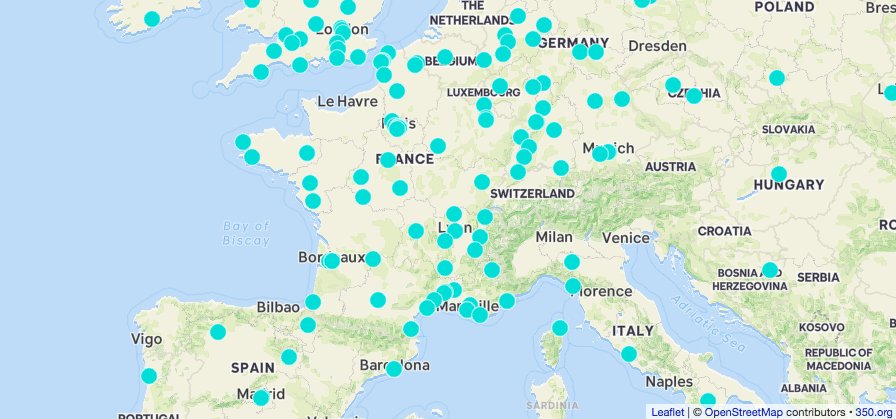 POLAND
THE
NETHERLANDS
London
GERMANY
Dresden
BELGIUM
LUXEMBOURG
CZECHIA
Le Havre
Paris
SLOVAKIA
Munich
FRANCE
AUSTRIA
SWITZERLAND
HUNGARY
Bay of
Biscay
Lyon
Milan
Venice
CROATIA
Bordeaux
BOSNIA AND
HERZEGOVINA
SERBIA
Florence
Bilbao
Marseille
Adriatic Sea
Vigo
ITALY
KOSOVO
REPUBLIC OF
MACEDONIA
SPAIN
Barcelona
Naples
ALBANIA
Madrid
SARDINIA
PORTUGAL
Leaflet | © OpenStreetMap contributors • 350.org